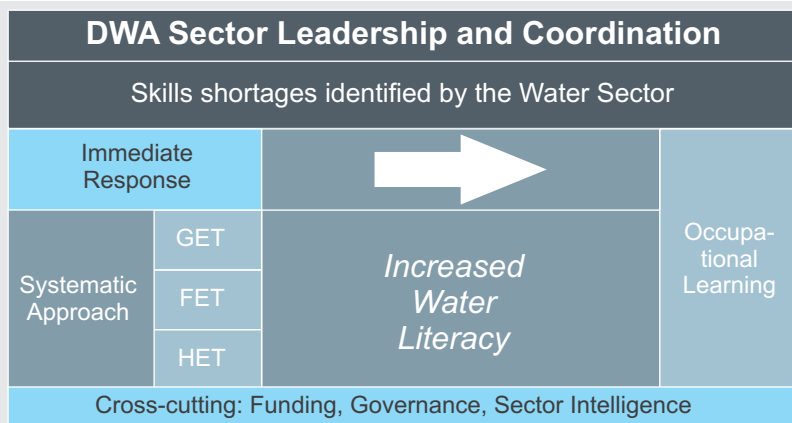 DWA Sector Leadership and Coordination
Skills shortages identified by the Water Sector
Immediate
Response
Systematic
Approach
GET
FET
HET
Increased
Water
Literacy
Occupa-
tional
Learning
Cross-cutting: Funding, Governance, Sector Intelligence